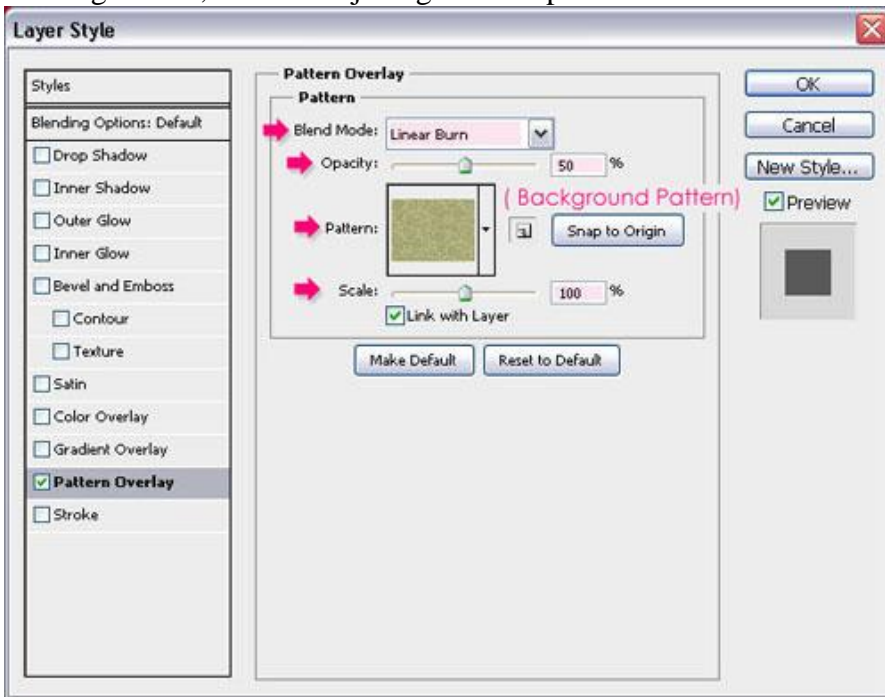 Layer Style
Styles
Blending Options: Default
Drop Shadow
Inner Shadow
Outer Glow
Inner Glow
Bevel and Emboss
Contour
Texture
Satin
Color Overlay
Gradient Overlay
Pattern Overlay
Stroke
Pattern Overlay
Pattern
Blend Mode: Linear Burn
Opacity: 50 %
( Background Pattern)
Pattern: Snap to Origin
Scale: 100 %
Link with Layer
Make Default Reset to Default
OK
Cancel
New Style...
Preview